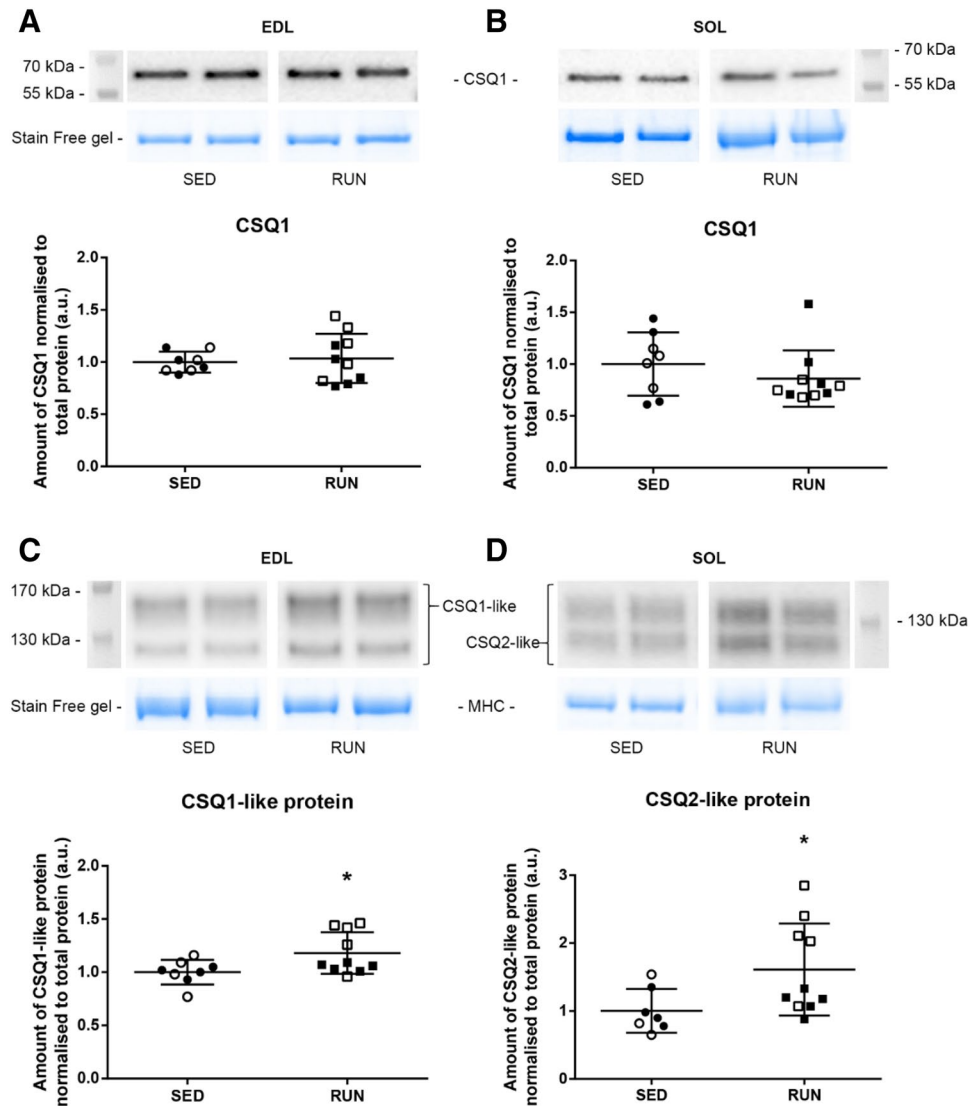 A
EDL
70 kDa -
55 kDa -
Stain Free gel -
SED RUN
CSQ1
Amount of CSQ1 normalised to
total protein (a.u.)
2.0
1.5
1.0
0.5
0.0
SED RUN
B
SOL
- CSQ1 -
- 70 kDa
- 55 kDa
SED RUN
CSQ1
Amount of CSQ1 normalised to
total protein (a.u.)
2.0
1.5
1.0
0.5
0.0
SED RUN
C
EDL
170 kDa -
130 kDa -
CSQ1-like
Stain Free gel -
SED RUN
CSQ1-like protein
Amount of CSQ1-like protein
normalised to total protein (a.u.)
2.0
1.5
1.0
0.5
0.0
*
SED RUN
D
SOL
CSQ2-like
- 130 kDa
- MHC -
SED RUN
CSQ2-like protein
Amount of CSQ2-like protein
normalised to total protein (a.u.)
3
2
1
0
*
SED RUN